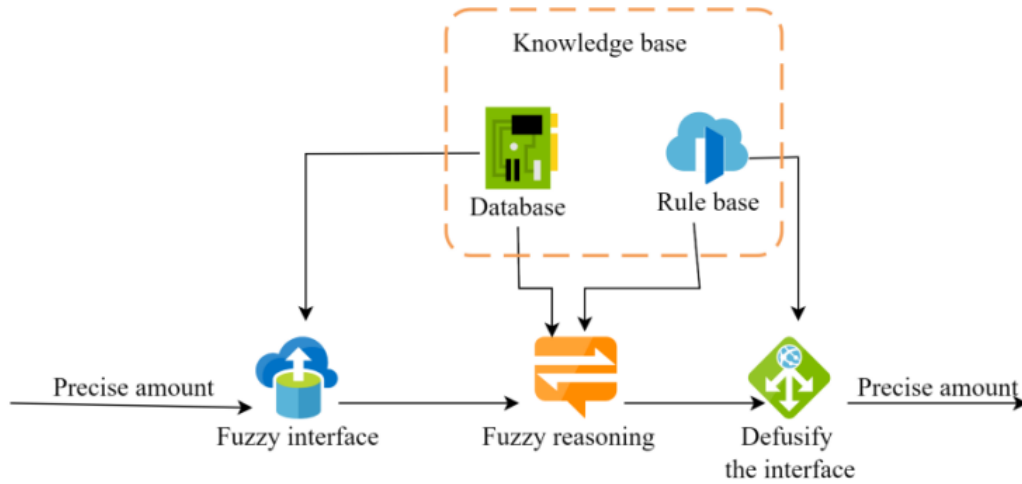 Knowledge base
Database
Rule base
Precise amount
Precise amount
Fuzzy interface
Fuzzy reasoning
Defusify
the interface